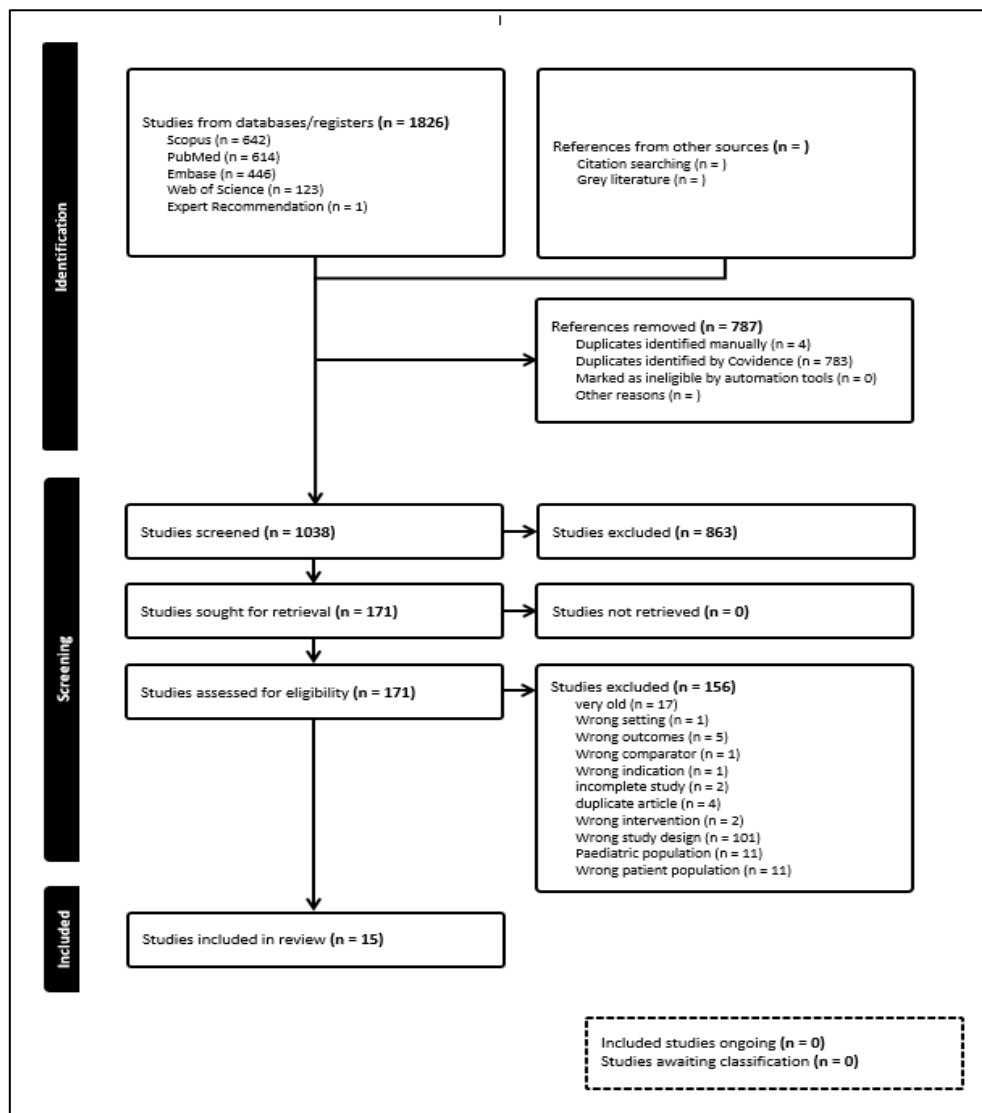 Identification
Studies from databases/registers (n = 1826)
Scopus (n = 642)
PubMed (n = 614)
Embase (n = 446)
Web of Science (n = 123)
Expert Recommendation (n = 1)
References from other sources (n = )
Citation searching (n = )
Grey literature (n = )
References removed (n = 787)
Duplicates identified manually (n = 4)
Duplicates identified by Covidence (n = 783)
Marked as ineligible by automation tools (n = 0)
Other reasons (n = )
Screening
Studies screened (n = 1038)
Studies excluded (n = 863)
Studies sought for retrieval (n = 171)
Studies not retrieved (n = 0)
Studies assessed for eligibility (n = 171)
Studies excluded (n = 156)
very old (n = 17)
Wrong setting (n = 1)
Wrong outcomes (n = 5)
Wrong comparator (n = 1)
Wrong indication (n = 1)
incomplete study (n = 2)
duplicate article (n = 4)
Wrong intervention (n = 2)
Wrong study design (n = 101)
Paediatric population (n = 11)
Wrong patient population (n = 11)
Included
Studies included in review (n = 15)
Included studies ongoing (n = 0)
Studies awaiting classification (n = 0)